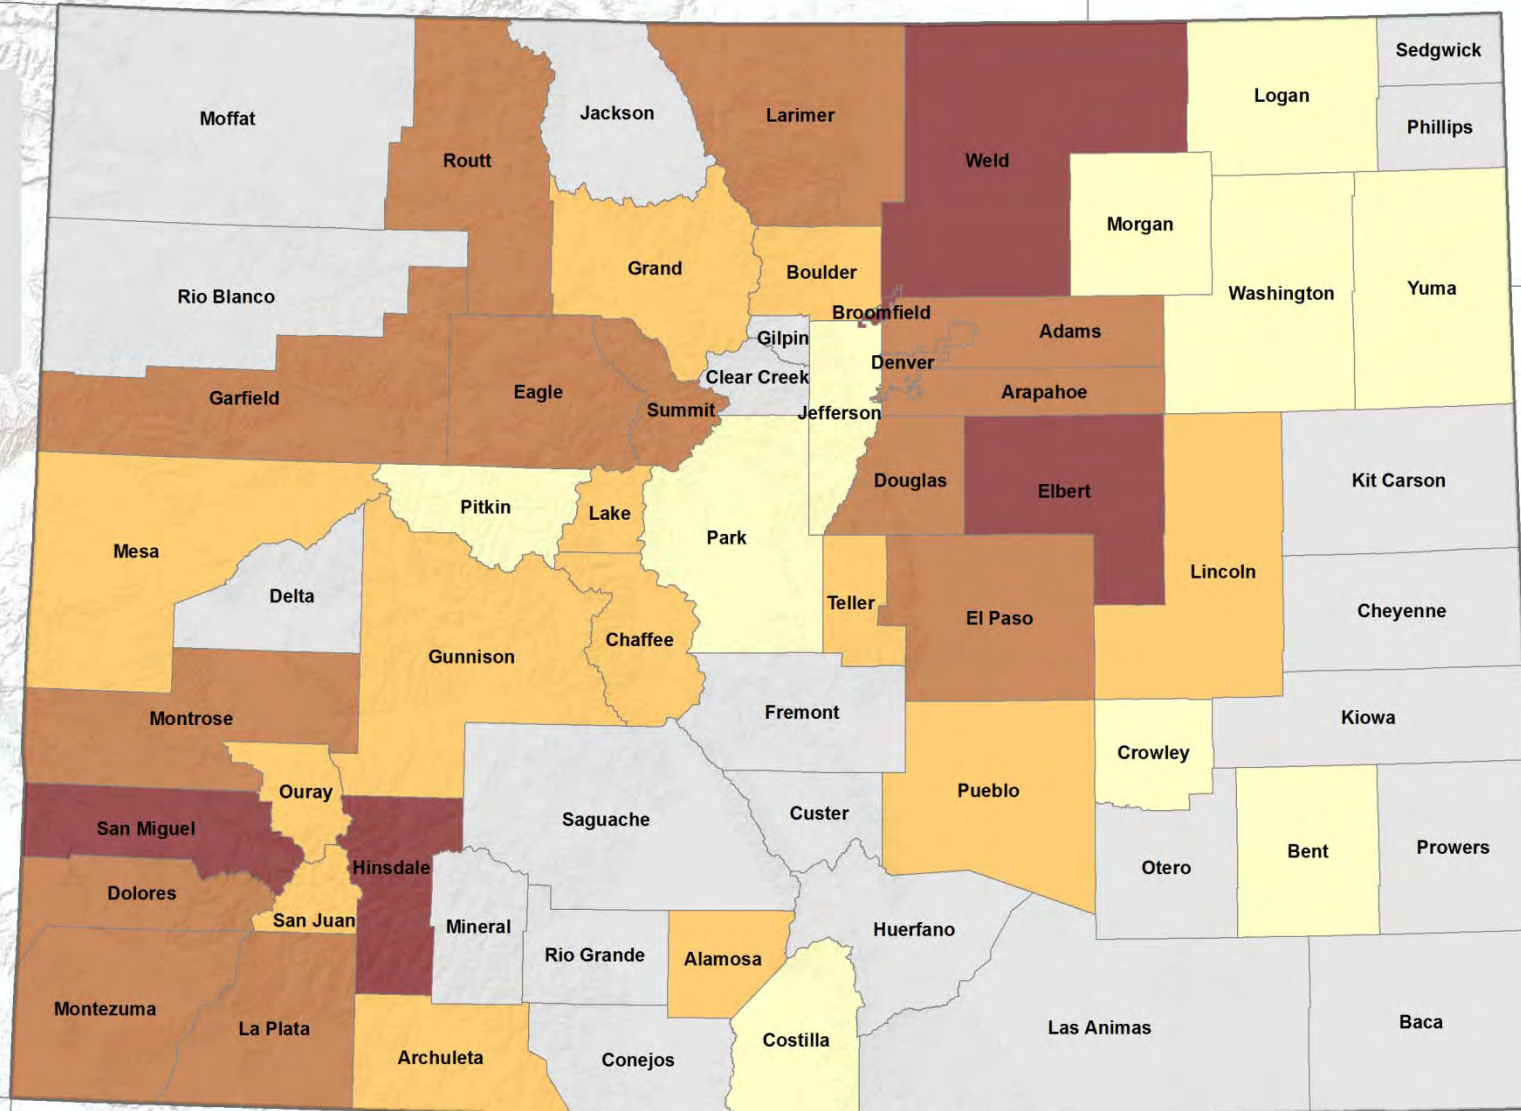 Sedgwick
Logan
Moffat
Jackson
Larimer
Phillips
Routt
Weld
Morgan
Grand
Boulder
Rio Blanco
Washington
Yuma
Broomfield
Gilpin
Adams
Denver
Clear Creek
Eagle
Arapahoe
Garfield
Summit
Jefferson
Douglas
Kit Carson
Elbert
Pitkin
Lake
Park
Mesa
Lincoln
Delta
Teller
Cheyenne
El Paso
Chaffee
Gunnison
Fremont
Montrose
Kiowa
Crowley
Ouray
Pueblo
Custer
Saguache
San Miguel
Prowers
Bent
Hinsdale
Otero
Dolores
San Juan
Mineral
Huerfano
Rio Grande
Alamosa
Montezuma
Baca
La Plata
Las Animas
Costilla
Archuleta
Conejos